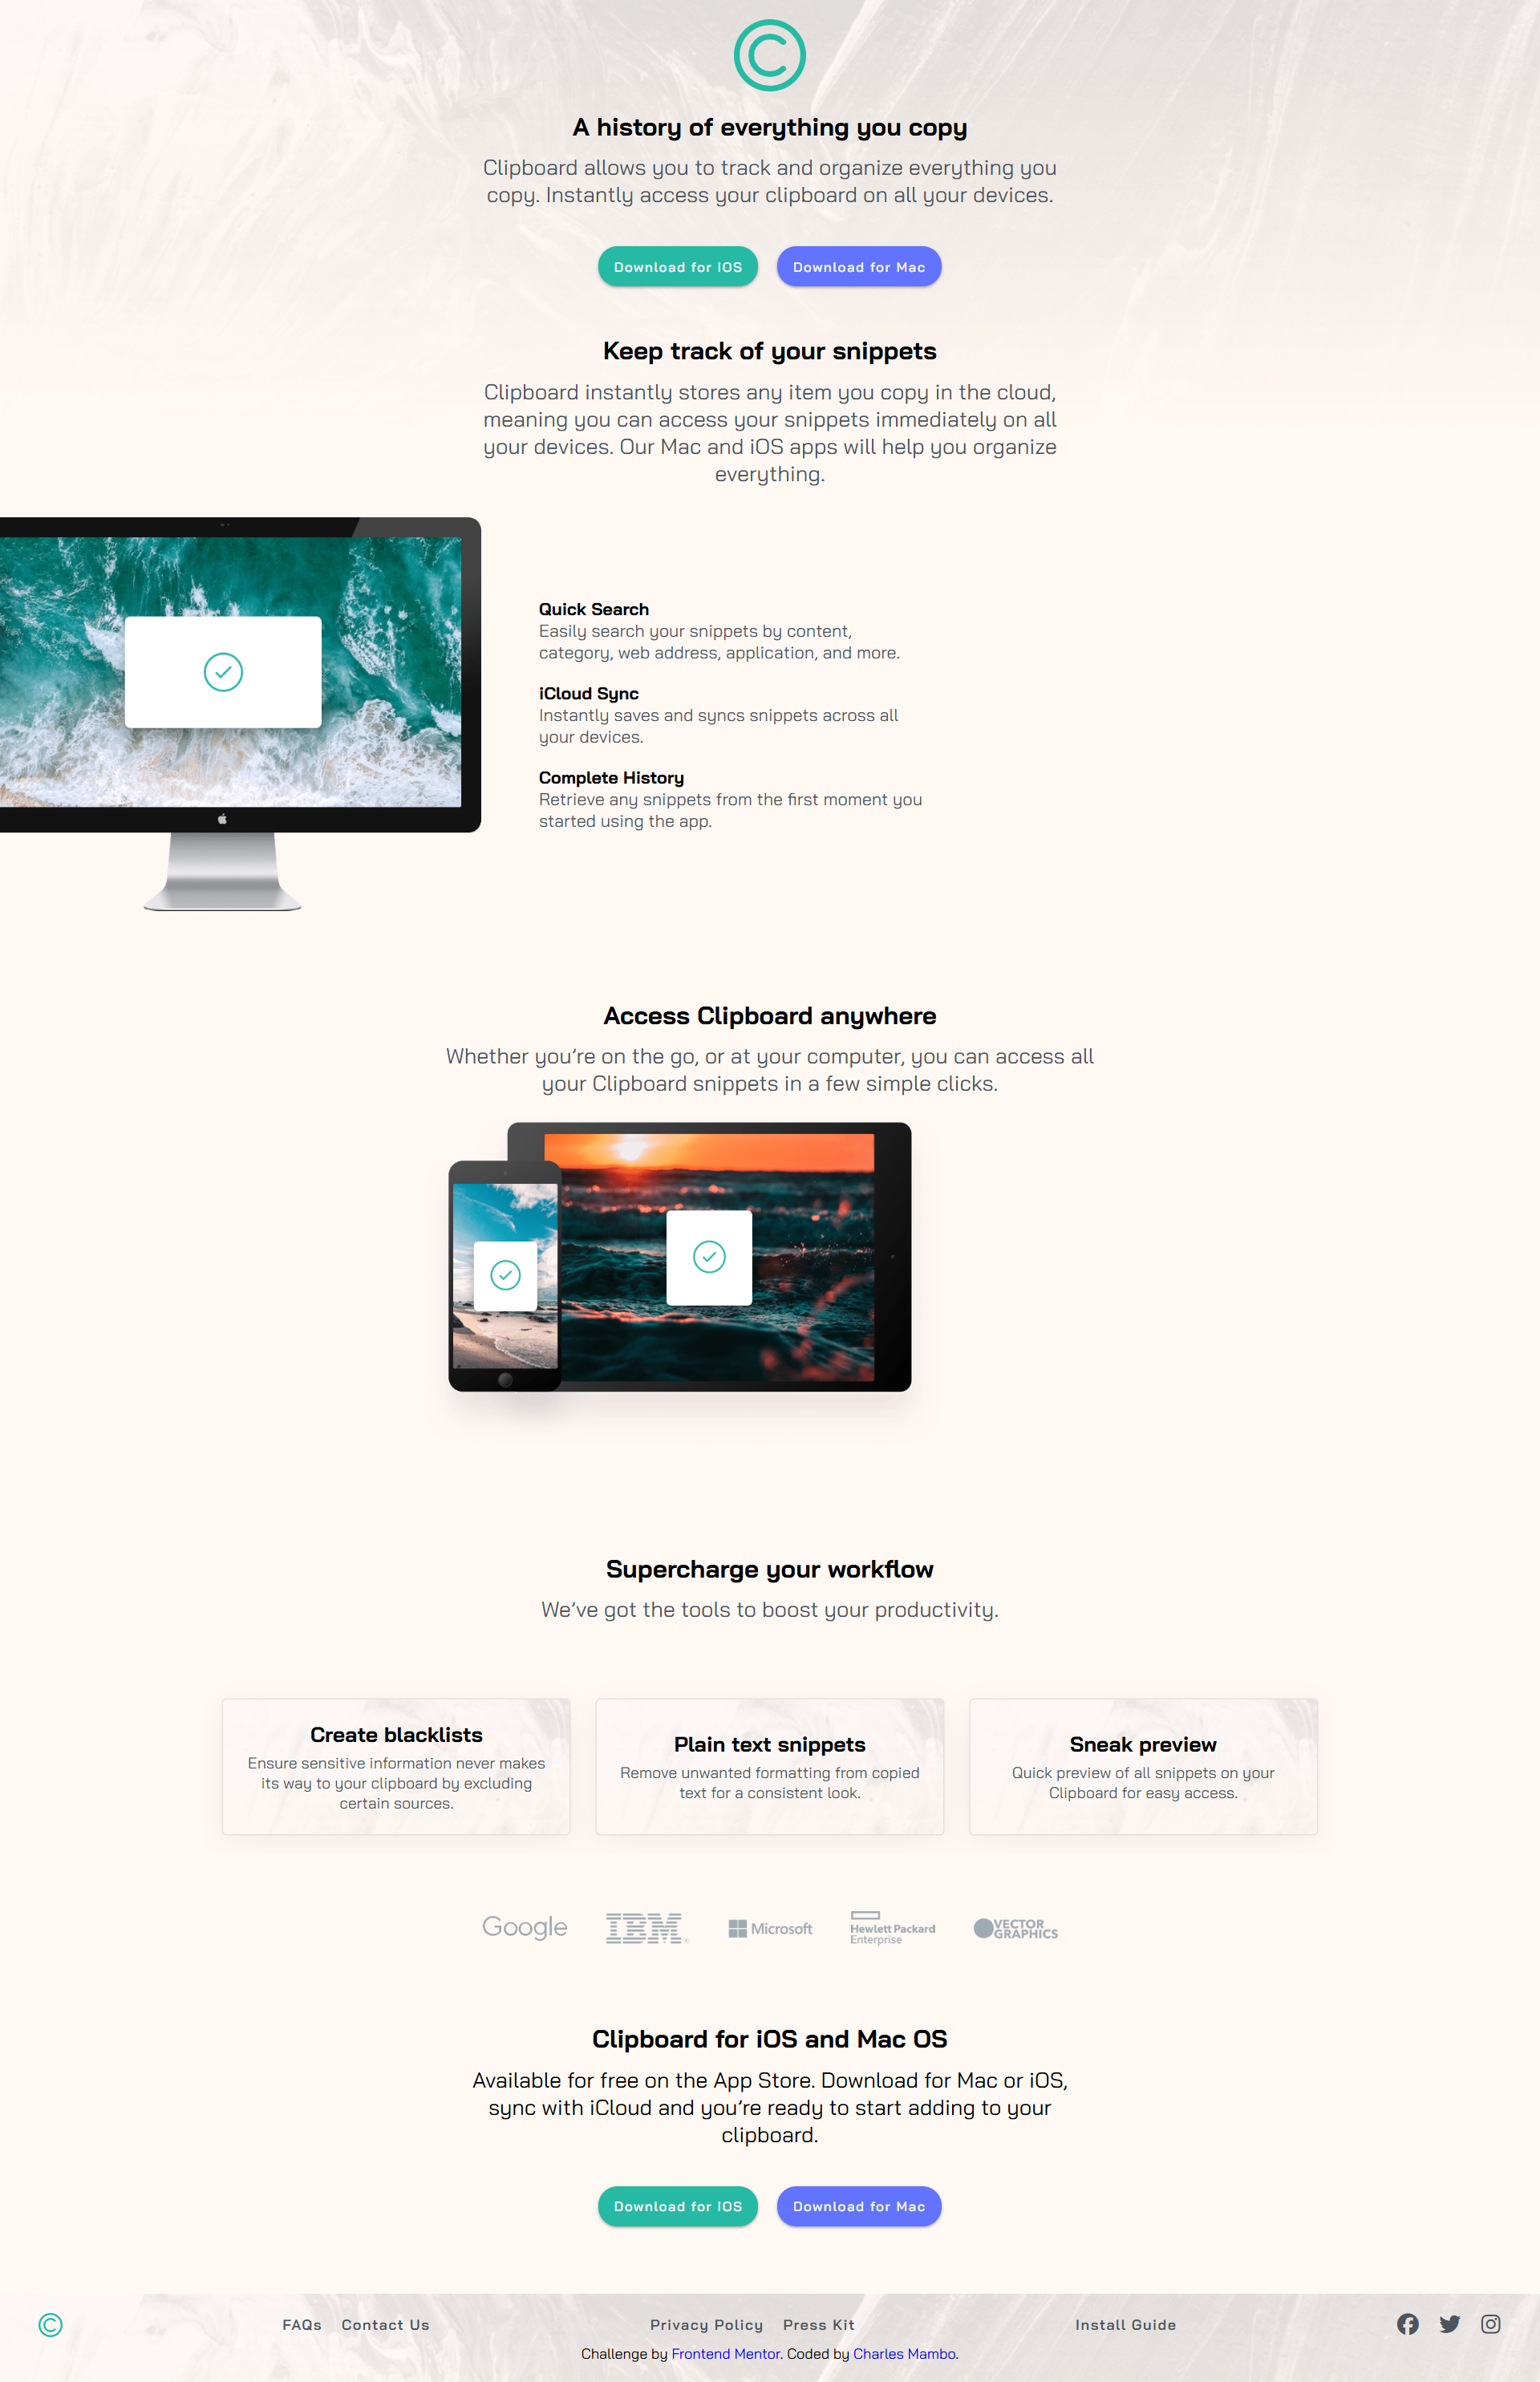 A history of everything you copy
Clipboard allows you to track and organize everything you
copy. Instantly access your clipboard on all your devices.
Download for iOS
Download for Mac
Keep track of your snippets
Clipboard instantly stores any item you copy in the cloud,
meaning you can access your snippets immediately on all
your devices. Our Mac and iOS apps will help you organize
everything.
Quick Search
Easily search your snippets by content,
category, web address, application, and more.
iCloud Sync
Instantly saves and syncs snippets across all
your devices.
Complete History
Retrieve any snippets from the first moment you
started using the app.
Access Clipboard anywhere
Whether you’re on the go, or at your computer, you can access all
your Clipboard snippets in a few simple clicks.
Supercharge your workflow
We’ve got the tools to boost your productivity.
Create blacklists
Ensure sensitive information never makes
its way to your clipboard by excluding
certain sources.
Plain text snippets
Remove unwanted formatting from copied
text for a consistent look.
Sneak preview
Quick preview of all snippets on your
Clipboard for easy access.
Google
IBM®
Microsoft
Hewlett Packard
Enterprise
VECTOR
GRAPHICS
Clipboard for iOS and Mac OS
Available for free on the App Store. Download for Mac or iOS,
sync with iCloud and you’re ready to start adding to your
clipboard.
Download for iOS
Download for Mac
FAQs
Contact Us
Privacy Policy
Press Kit
Install Guide
Challenge by Frontend Mentor. Coded by Charles Mambo.